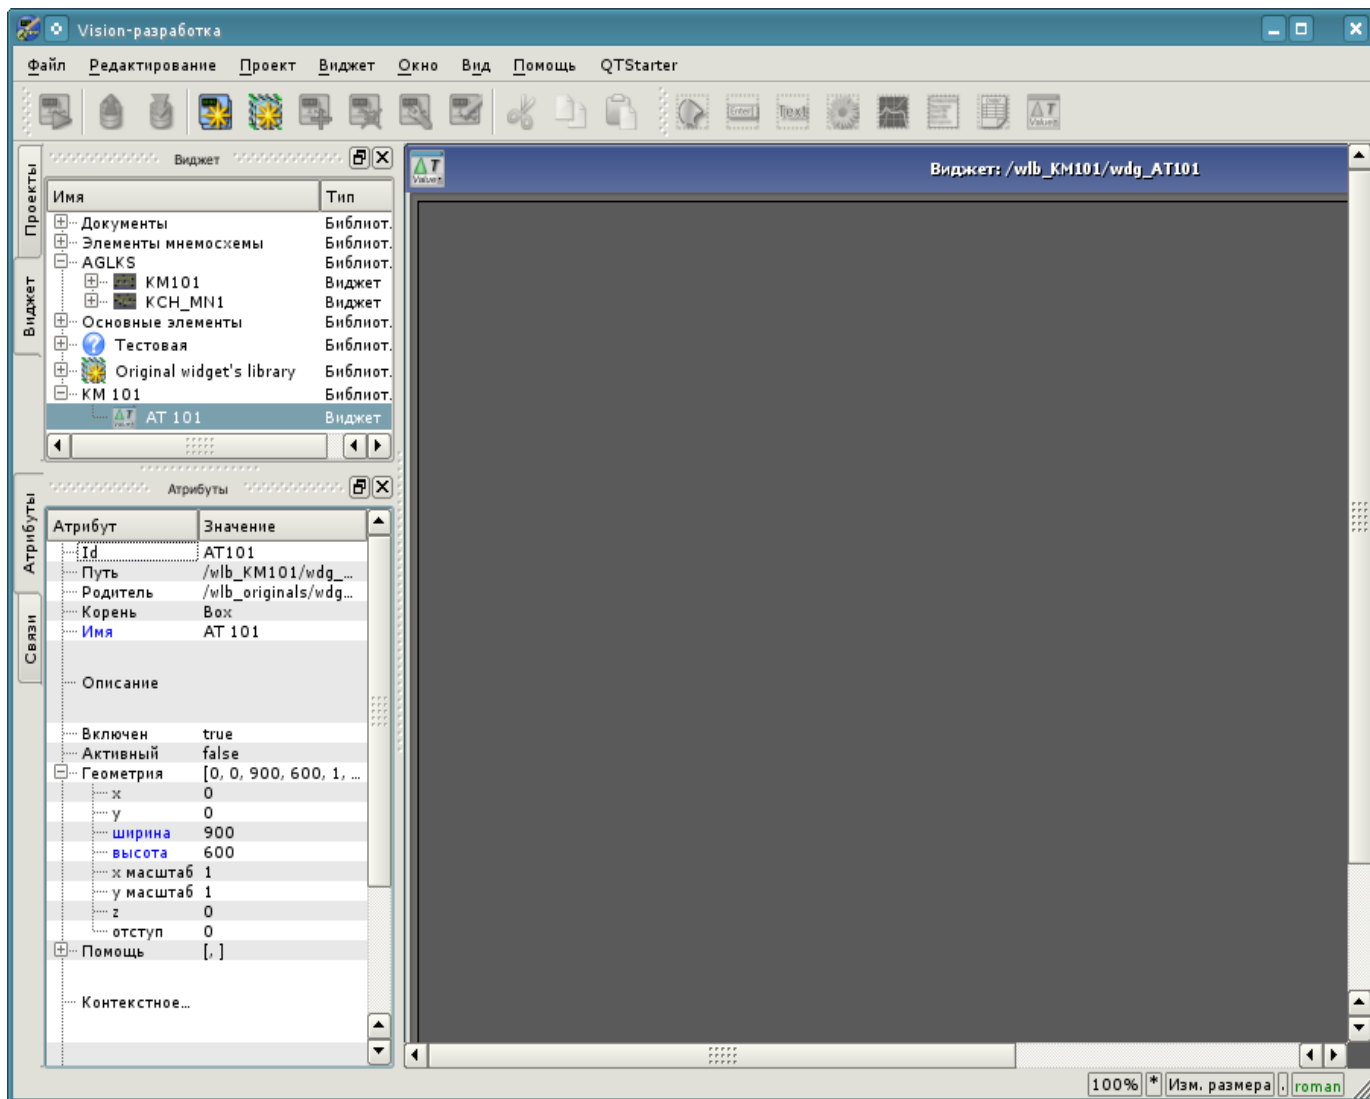 Vision-разработка
Файл Редактирование Проект Виджет Окно Вид Помощь QTStarter
Text
Проекты
Виджет
Виджет
Имя Тип
Документы Библиот.
Элементы мнемосхемы Библиот.
AGLKS Библиот.
KM101 Виджет
KCH_MN1 Виджет
Основные элементы Библиот.
Тестовая Библиот.
Original widget's library Библиот.
KM 101 Библиот.
AT 101 Виджет
Атрибуты
Связи
Атрибуты
Атрибут Значение
Id AT101
Путь /wlb_KM101/wdg_...
Родитель /wlb_originals/wdg...
Корень Box
Имя AT 101
Описание
Включен true
Активный false
Геометрия [0, 0, 900, 600, 1, ...
x 0
y 0
ширина 900
высота 600
x масштаб 1
y масштаб 1
z 0
отступ 0
Помощь [, ]
Контекстное...
Виджет: /wlb_KM101/wdg_AT101
100% * Изм. размера . roman